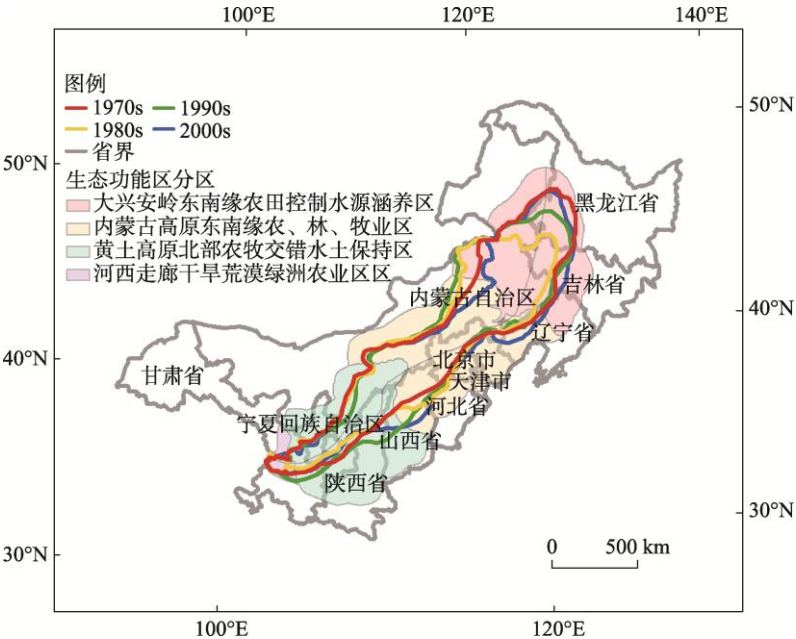 100°E 120°E 140°E
图例
1970s 1990s
1980s 2000s
省界
生态功能区分区
大兴安岭东南缘农田控制水源涵养区
内蒙古高原东南缘农、林、牧业区
黄土高原北部农牧交错水土保持区
河西走廊干旱荒漠绿洲农业区区
50°N
40°N
30°N
50°N
40°N
30°N
黑龙江省
吉林省
内蒙古自治区
辽宁省
北京市
天津市
河北省
甘肃省
宁夏回族自治区
山西省
陕西省
0 500 km
100°E 120°E